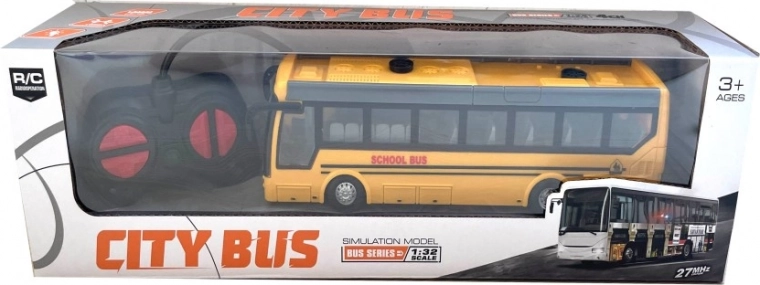 CITY BUS
R/C
3+
AGES
SCHOOL BUS
CITY BUS
SIMULATION MODEL
BUS SERIES
1:32
SCALE
27MHz